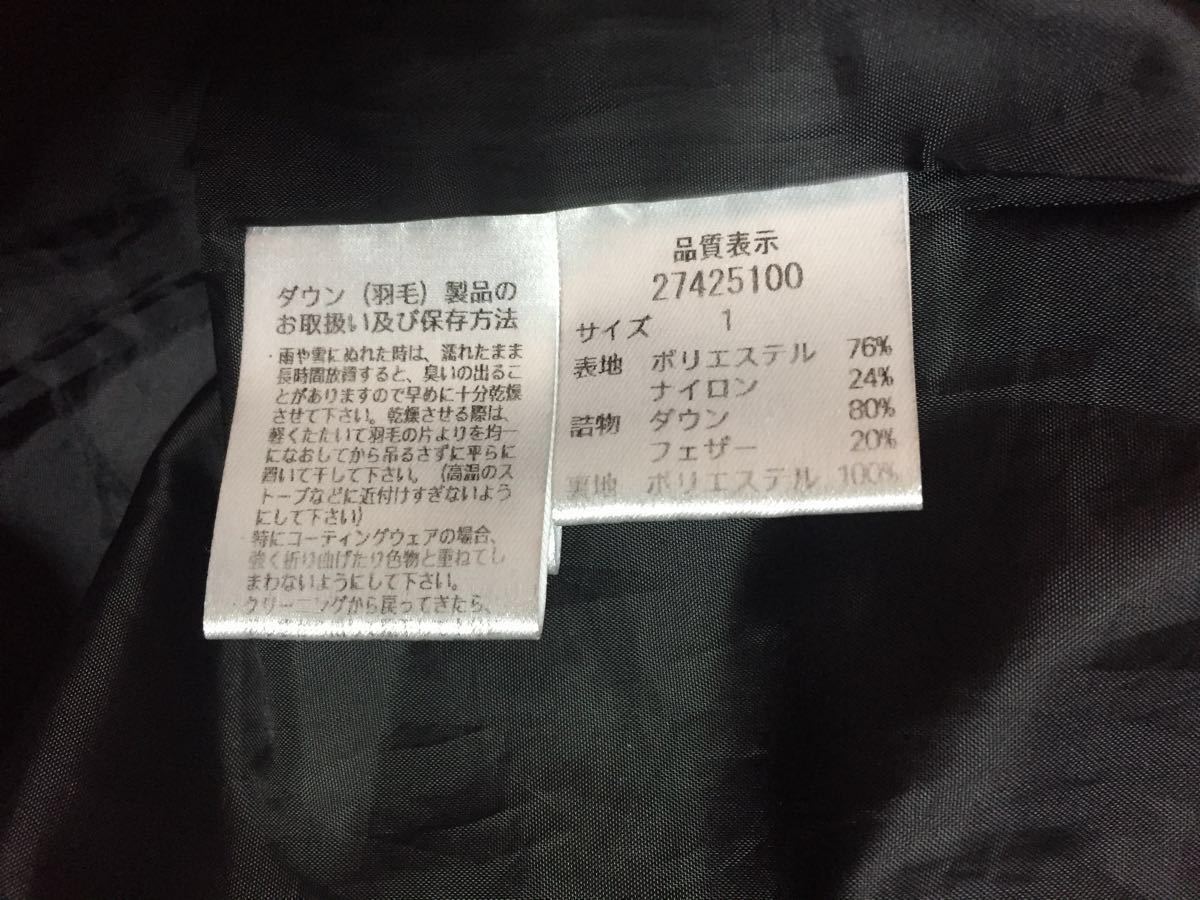 ダウン(羽毛)製品の
お取扱い及び保存方法
・雨や雪にぬれた時は、濡れたまま
長時間放置すると、臭いの出るこ
とがありますので早めに十分乾燥
させて下さい。乾燥させる際は、
軽くたたいて羽毛の片よりを均一
になおしてから吊るさずに平らに
置いて干して下さい。(高温のス
トーブなどに近付けすぎないよう
にして下さい)
・特にコーティングウェアの場合、
強く折り曲げたり色物と重ねてし
まわないようにして下さい。
・クリーニングから戻ってきたら、
品質表示
27425100
サイズ 1
表地 ポリエステル 76%
ナイロン 24%
詰物 ダウン 80%
フェザー 20%
裏地 ポリエステル 100%